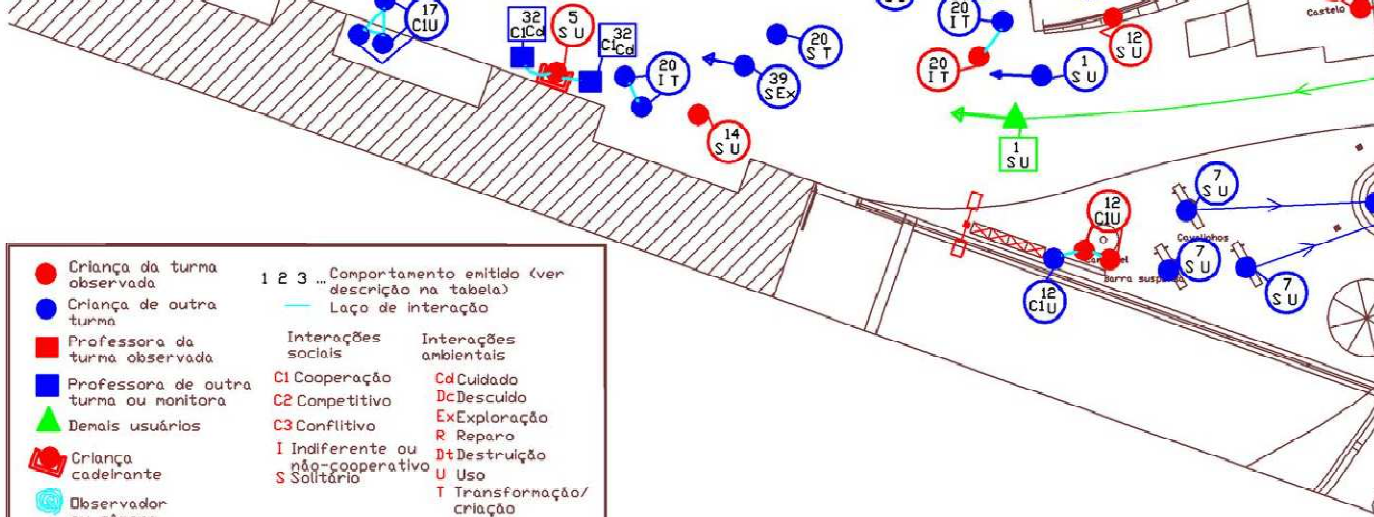 17
C1U
32
C1Cd
5
S U
32
C1Cd
20
I T
20
S T
39
SEx
14
S U
20
I T
20
I T
12
S U
1
S U
Castelo
1
S U
12
C1U
7
S U
Cavalinhos
7
S U
7
S U
12
C1U
Criança da turma
observada
Criança de outra
turma
Professora da
turma observada
Professora de outra
turma ou monitora
Demais usuários
Criança
cadeirante
Observador
1 2 3 ... Comportamento emitido (ver
descrição na tabela)
Laço de interação
Interações
sociais
C1 Cooperação
C2 Competitivo
C3 Conflitivo
I Indiferente ou
não-cooperativo
S Solitário
Interações
ambientais
Cd Cuidado
Dc Descuido
Ex Exploração
R Reparo
Dt Destruição
U Uso
T Transformação/
criação